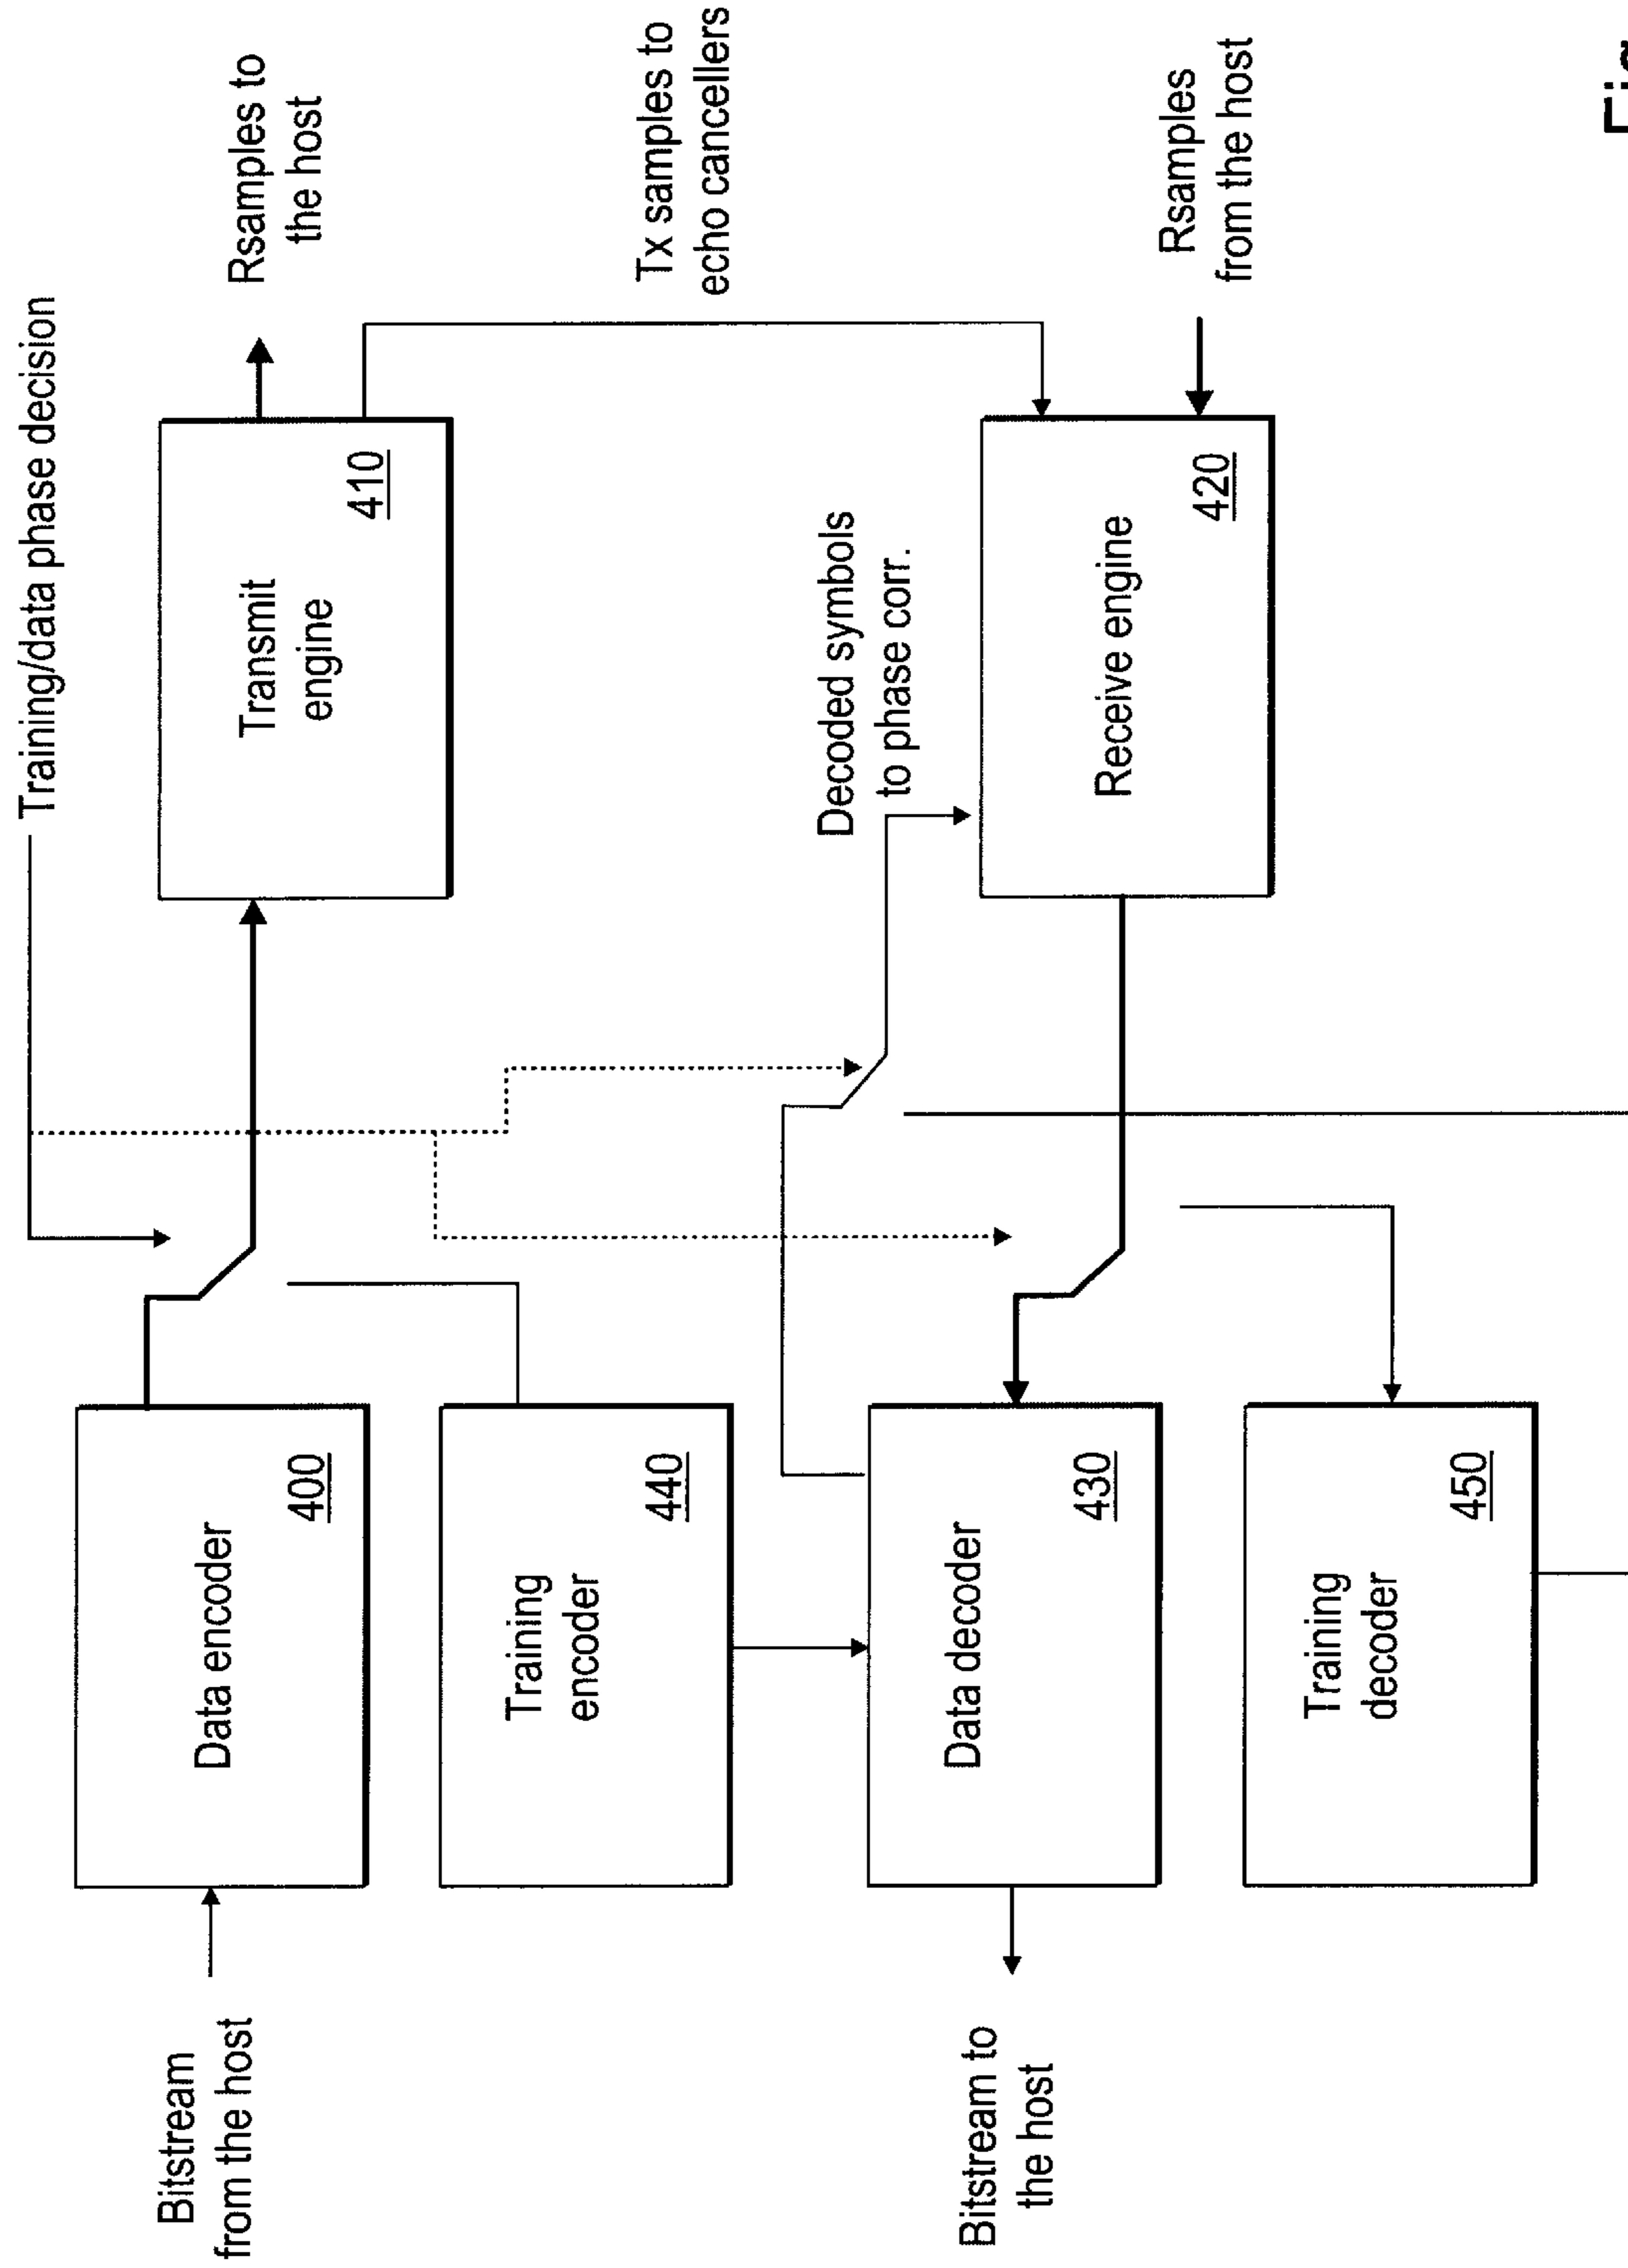 Training/data phase decision
Bitstream
from the host
Data encoder
400
Transmit
engine
410
Rsamples to
the host
Training
encoder
440
Tx samples to
echo cancellers
Decoded symbols
to phase corr.
Bitstream to
the host
Data decoder
430
Receive engine
420
Rsamples
from the host
Training
decoder
450